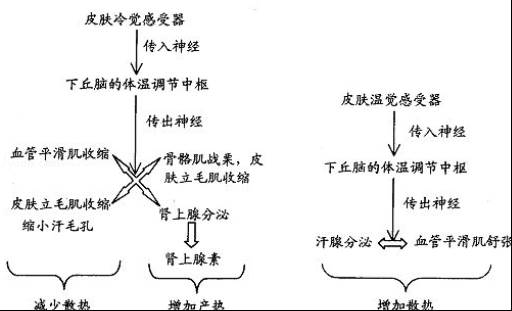 皮肤冷觉感受器
传入神经
下丘脑的体温调节中枢
传出神经
血管平滑肌收缩
骨骼肌战栗，皮
肤立毛肌收缩
皮肤立毛肌收缩
缩小汗毛孔
肾上腺分泌
肾上腺素
减少散热
增加产热
皮肤温觉感受器
传入神经
下丘脑的体温调节中枢
传出神经
汗腺分泌
血管平滑肌舒张
增加散热